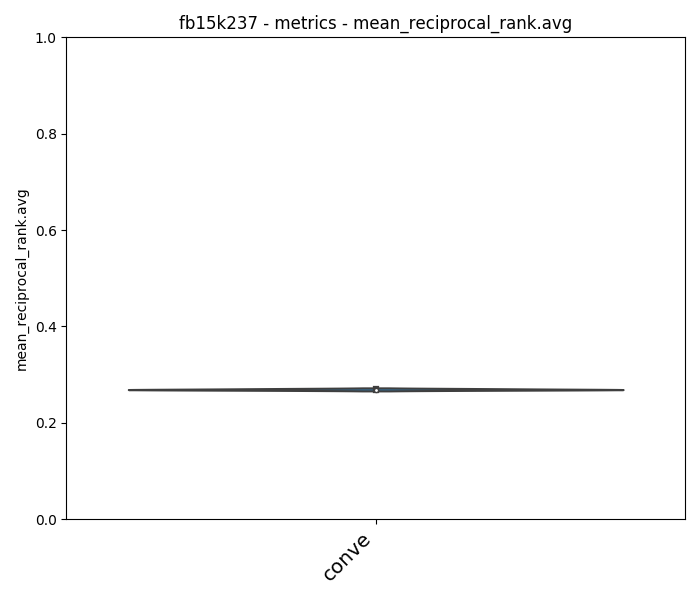 fb15k237 - metrics - mean_reciprocal_rank.avg
1.0
0.8
0.6
0.4
0.2
0.0
mean_reciprocal_rank.avg
conve